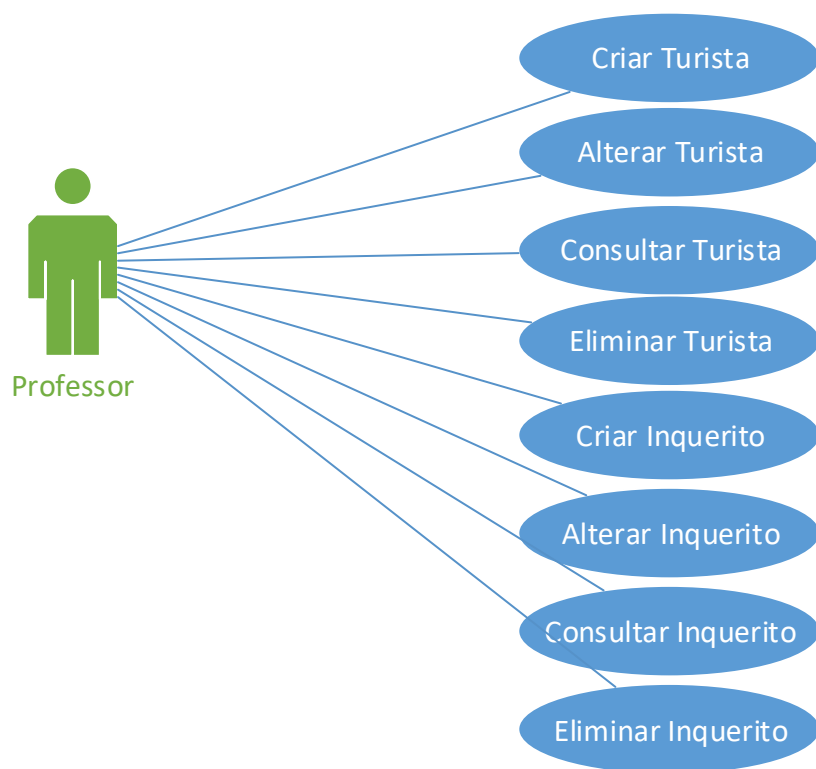 Criar Turista
Alterar Turista
Consultar Turista
Eliminar Turista
Professor
Criar Inquerito
Alterar Inquerito
Consultar Inquerito
Eliminar Inquerito